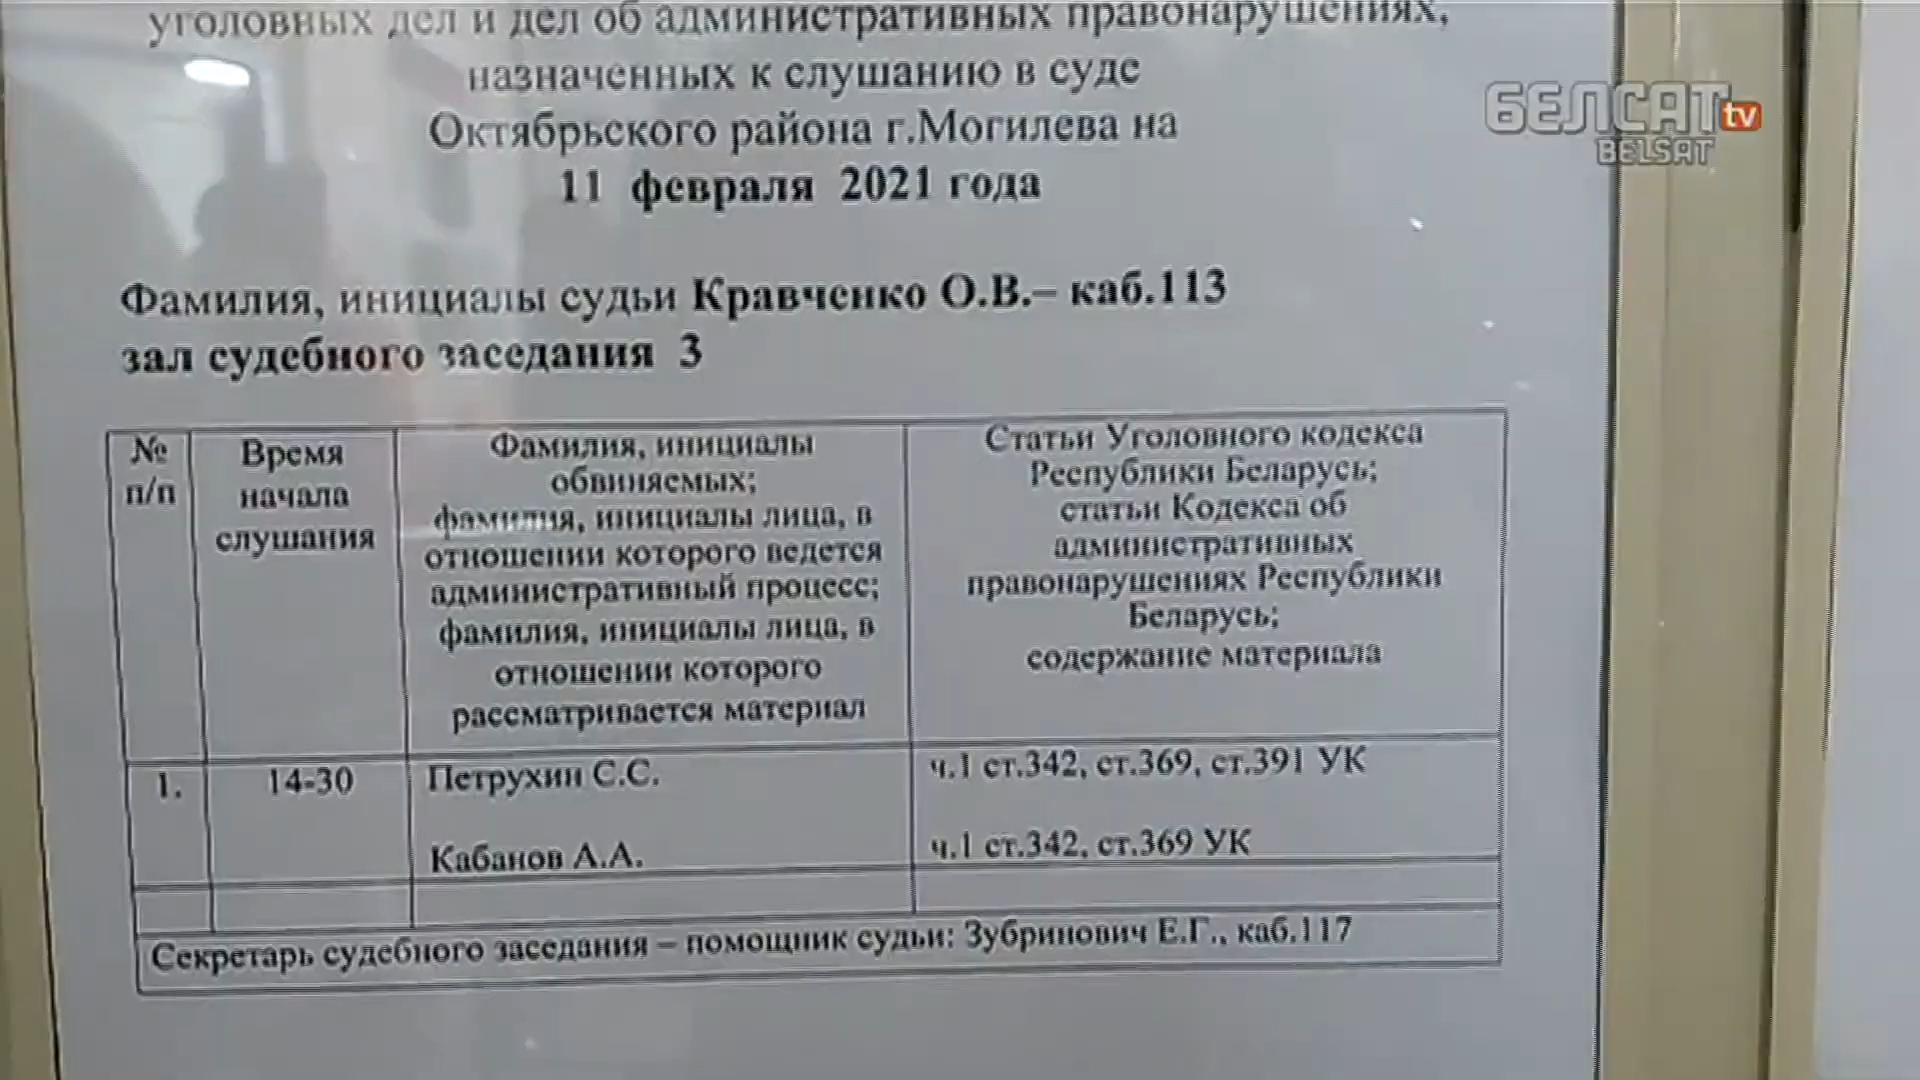 уголовных дел и дел об административных правонарушениях,
назначенных к слушанию в суде
Октябрьского района г.Могилева на
11 февраля 2021 года
БЕЛСАТ tv
BELSAT
Фамилия, инициалы судьи Кравченко О.В.– каб.113
зал судебного заседания 3
№
п/п
Время
начала
слушания
Фамилия, инициалы
обвиняемых;
фамилия, инициалы лица, в
отношении которого ведется
административный процесс;
фамилия, инициалы лица, в
отношении которого
рассматривается материал
Статьи Уголовного кодекса
Республики Беларусь;
статьи Кодекса об
административных
правонарушениях Республики
Беларусь;
содержание материала
1.
14-30
Петрухин С.С.
ч.1 ст.342, ст.369, ст.391 УК
Кабанов А.А.
ч.1 ст.342, ст.369 УК
Секретарь судебного заседания – помощник судьи: Зубринович Е.Г., каб.117